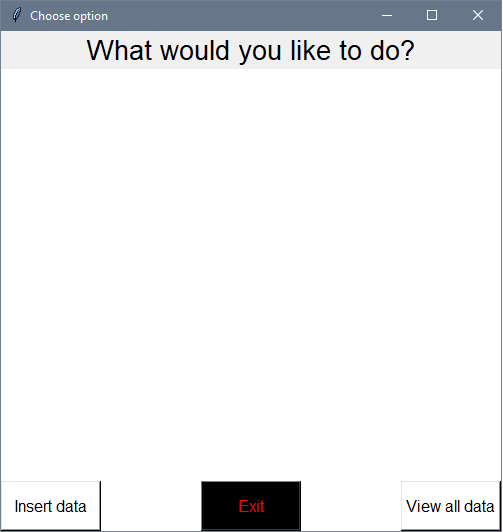 Choose option
What would you like to do?
Insert data
Exit
View all data